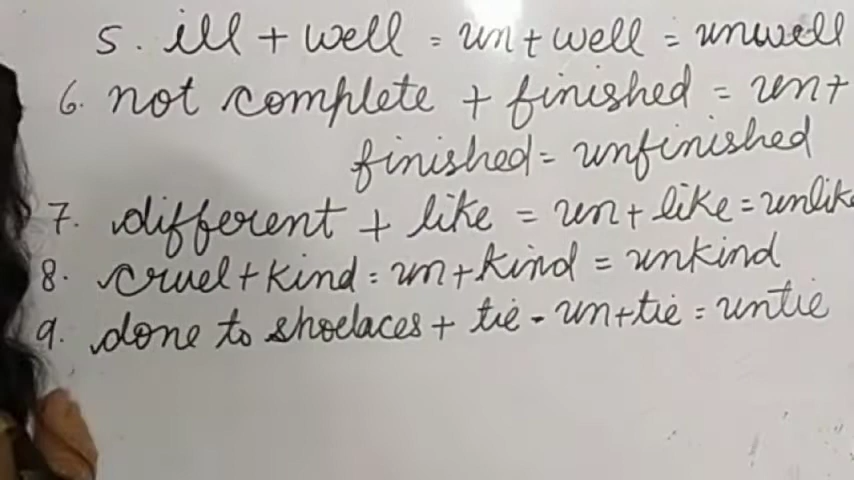 5. ill + well = un + well = unwell
6. not complete + finished = un +
finished = unfinished
7. different + like = un + like = unlike
8. cruel + kind = un + kind = unkind
9. done to shoelaces + tie - un + tie = untie